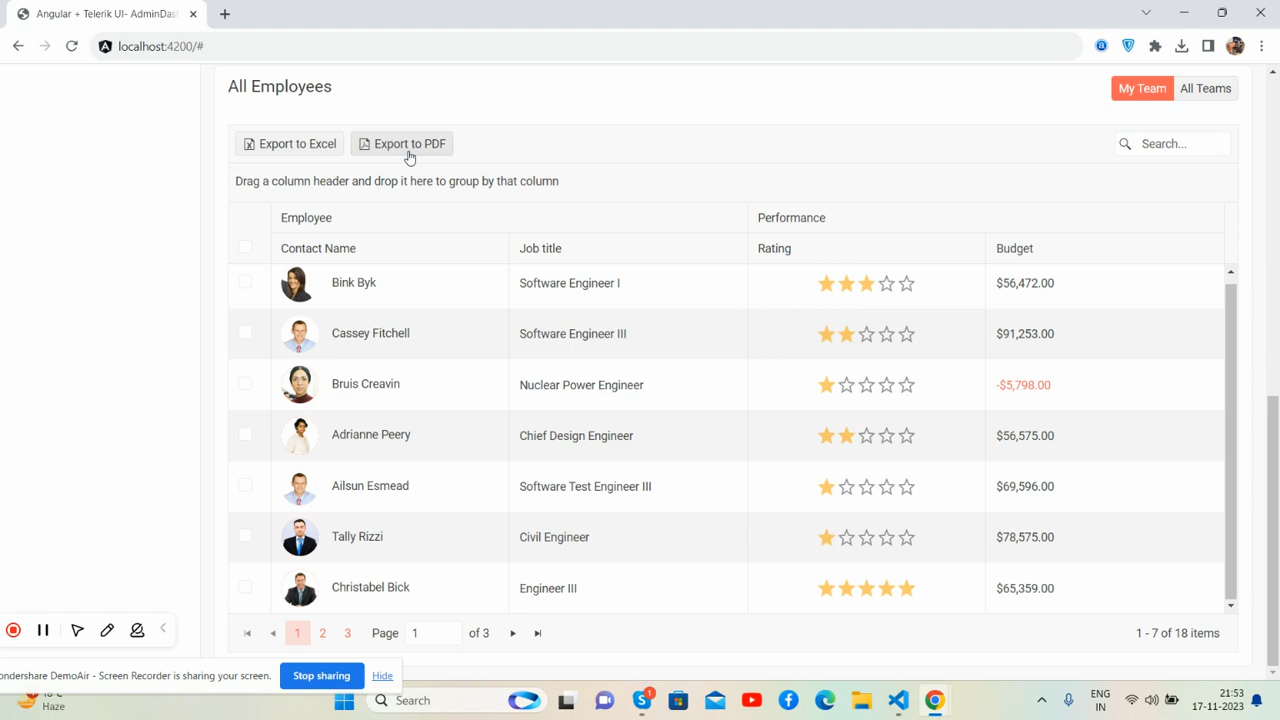 Angular + Telerik UI- AdminDas
localhost:4200/#
All Employees
My Team
All Teams
Export to Excel
Export to PDF
Search...
Drag a column header and drop it here to group by that column
Employee
Performance
Contact Name
Job title
Rating
Budget
Bink Byk
Software Engineer I
$56,472.00
Cassey Fitchell
Software Engineer III
$91,253.00
Bruis Creavin
Nuclear Power Engineer
-$5,798.00
Adrianne Peery
Chief Design Engineer
$56,575.00
Ailsun Esmead
Software Test Engineer III
$69,596.00
Tally Rizzi
Civil Engineer
$78,575.00
Christabel Bick
Engineer III
$65,359.00
1 2 3 Page 1 of 3
1 - 7 of 18 items
ondershare DemoAir - Screen Recorder is sharing your screen.
Stop sharing
Hide
Haze
Search
1
ENG
IN
21:53
17-11-2023